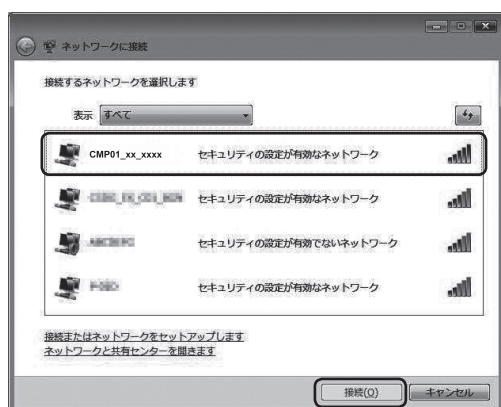 ネットワークに接続
接続するネットワークを選択します
表示 すべて
CMP01_xx_xxxx セキュリティの設定が有効なネットワーク
セキュリティの設定が有効なネットワーク
セキュリティの設定が有効でないネットワーク
セキュリティの設定が有効なネットワーク
接続またはネットワークをセットアップします
ネットワークと共有センターを開きます
接続(O) キャンセル